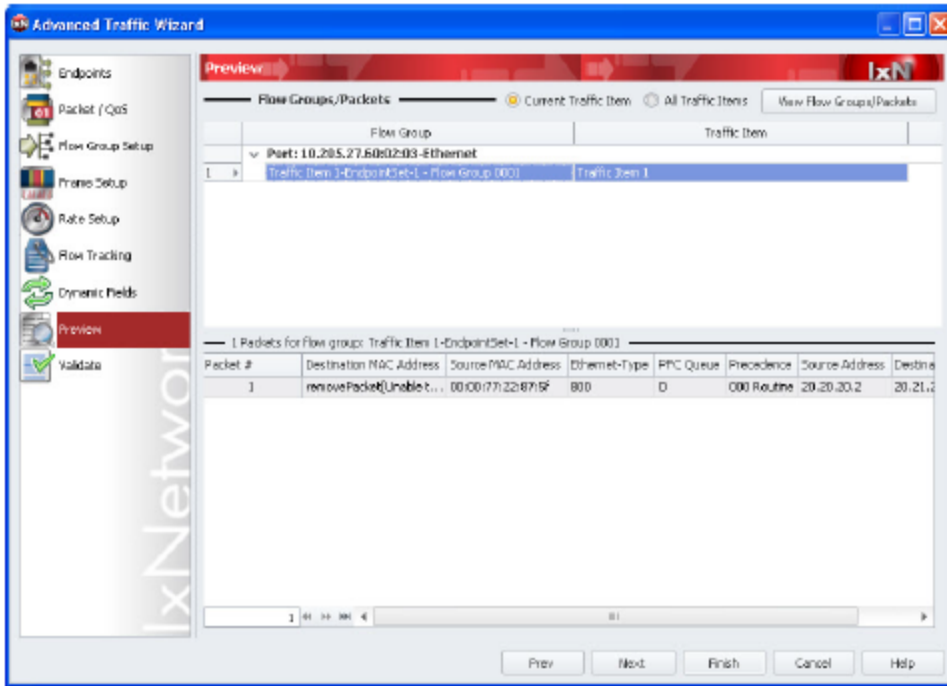 Advanced Traffic Wizard
Endpoints
Packet / QoS
Flow Group Setup
Frame Setup
Rate Setup
Flow Tracking
Dynamic Fields
Preview
Validate
IxNetwor
Preview
IxN
Flow Groups/Packets
Current Traffic Item
All Traffic Items
View Flow Groups/Packets
Flow Group
Traffic Item
Port: 10.205.27.60:02:03-Ethernet
1 Traffic Item 1-EndpointSet-1 - Flow Group 0001 Traffic Item 1
1 Packets for flow group: Traffic Item 1-EndpointSet-1 - Flow Group 0001
Packet # Destination MAC Address Source MAC Address Ethernet-Type PFC Queue Precedence Source Address Destina
1 removePacket[Unable t... 00:00:77:22:87:5f 800 0 000 Routine 20.20.20.2 20.21.2
1
Prev
Next
Finish
Cancel
Help